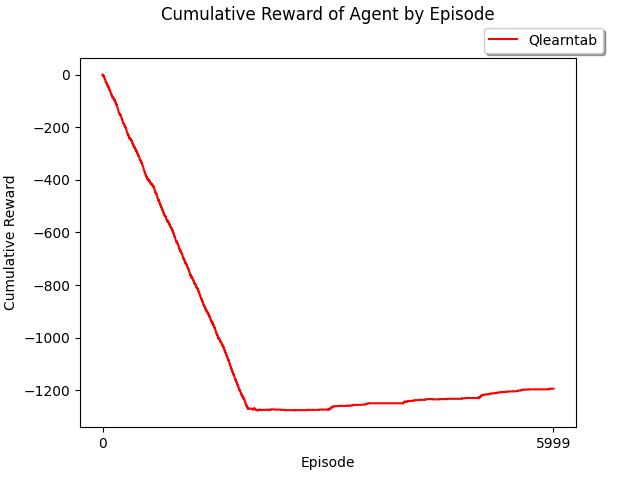 Cumulative Reward of Agent by Episode
Qlearntab
0
−200
−400
−600
−800
−1000
−1200
Cumulative Reward
0
5999
Episode